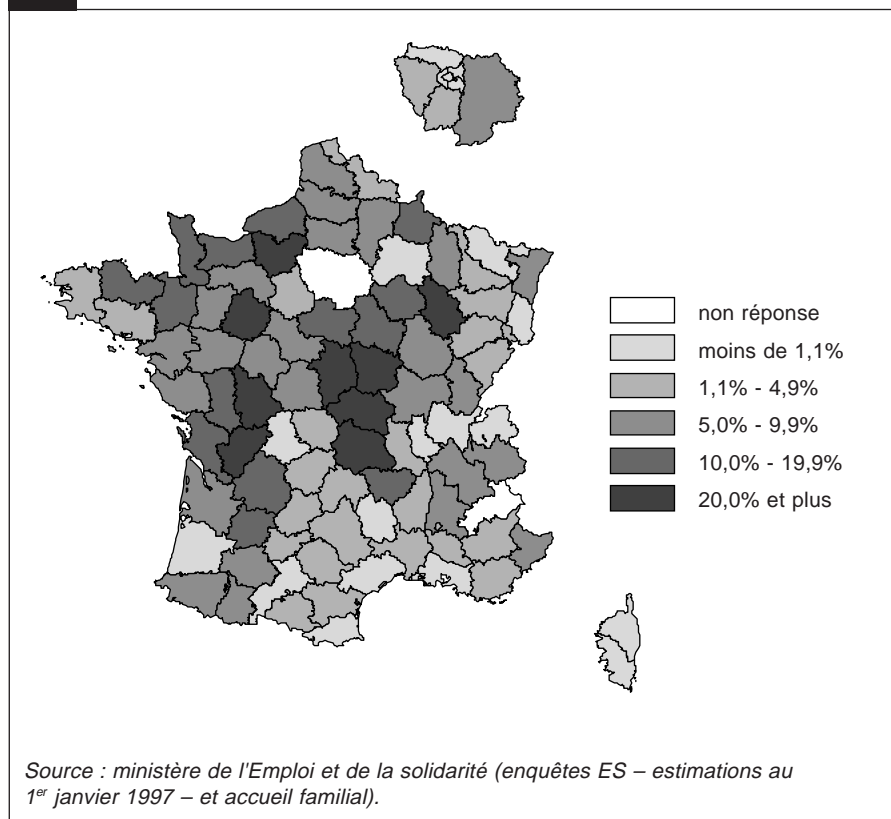 non réponse
moins de 1,1%
1,1% - 4,9%
5,0% - 9,9%
10,0% - 19,9%
20,0% et plus
Source : ministère de l'Emploi et de la solidarité (enquêtes ES – estimations au
1er janvier 1997 – et accueil familial).